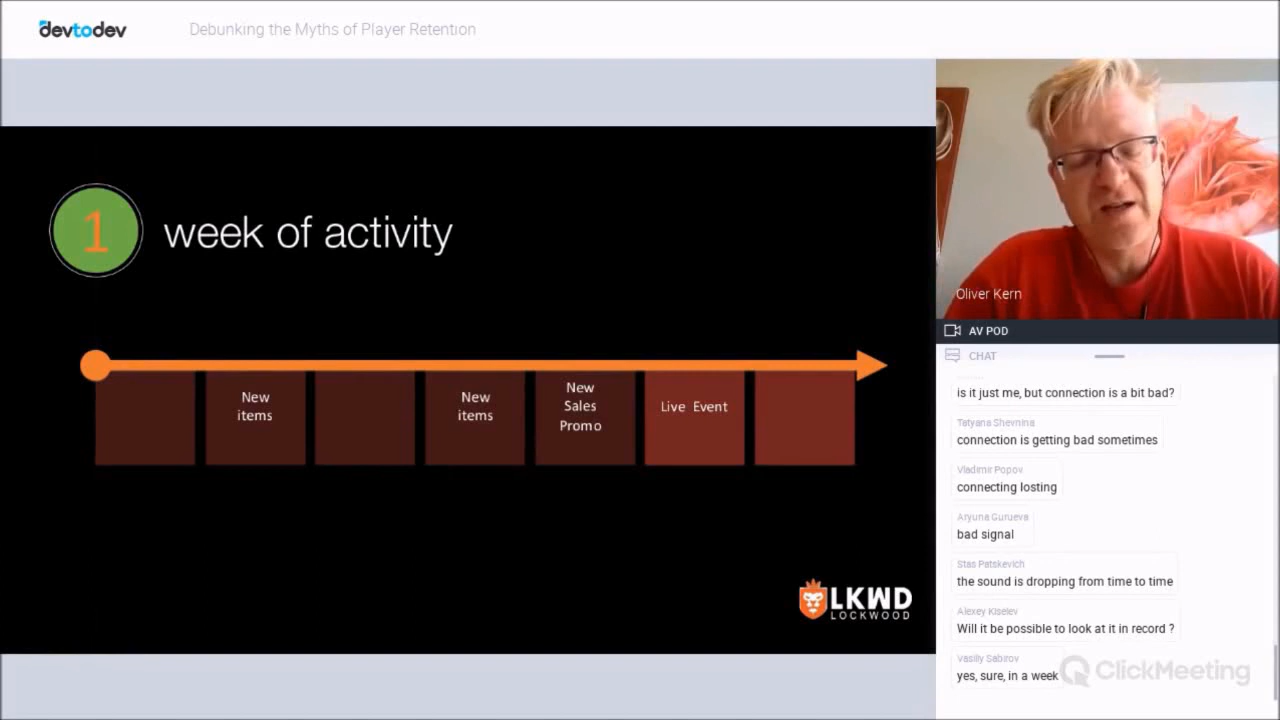 devtodev
Debunking the Myths of Player Retention
1
week of activity
New
items
New
items
New
Sales
Promo
Live Event
LKWD
LOCKWOOD
Oliver Kern
AV POD
CHAT
is it just me, but connection is a bit bad?
Tatyana Shevnina
connection is getting bad sometimes
Vladimir Popov
connecting losting
Aryuna Gurueva
bad signal
Stas Patskevich
the sound is dropping from time to time
Alexey Kiselev
Will it be possible to look at it in record ?
Vasiliy Sabirov
yes, sure, in a week
ClickMeeting